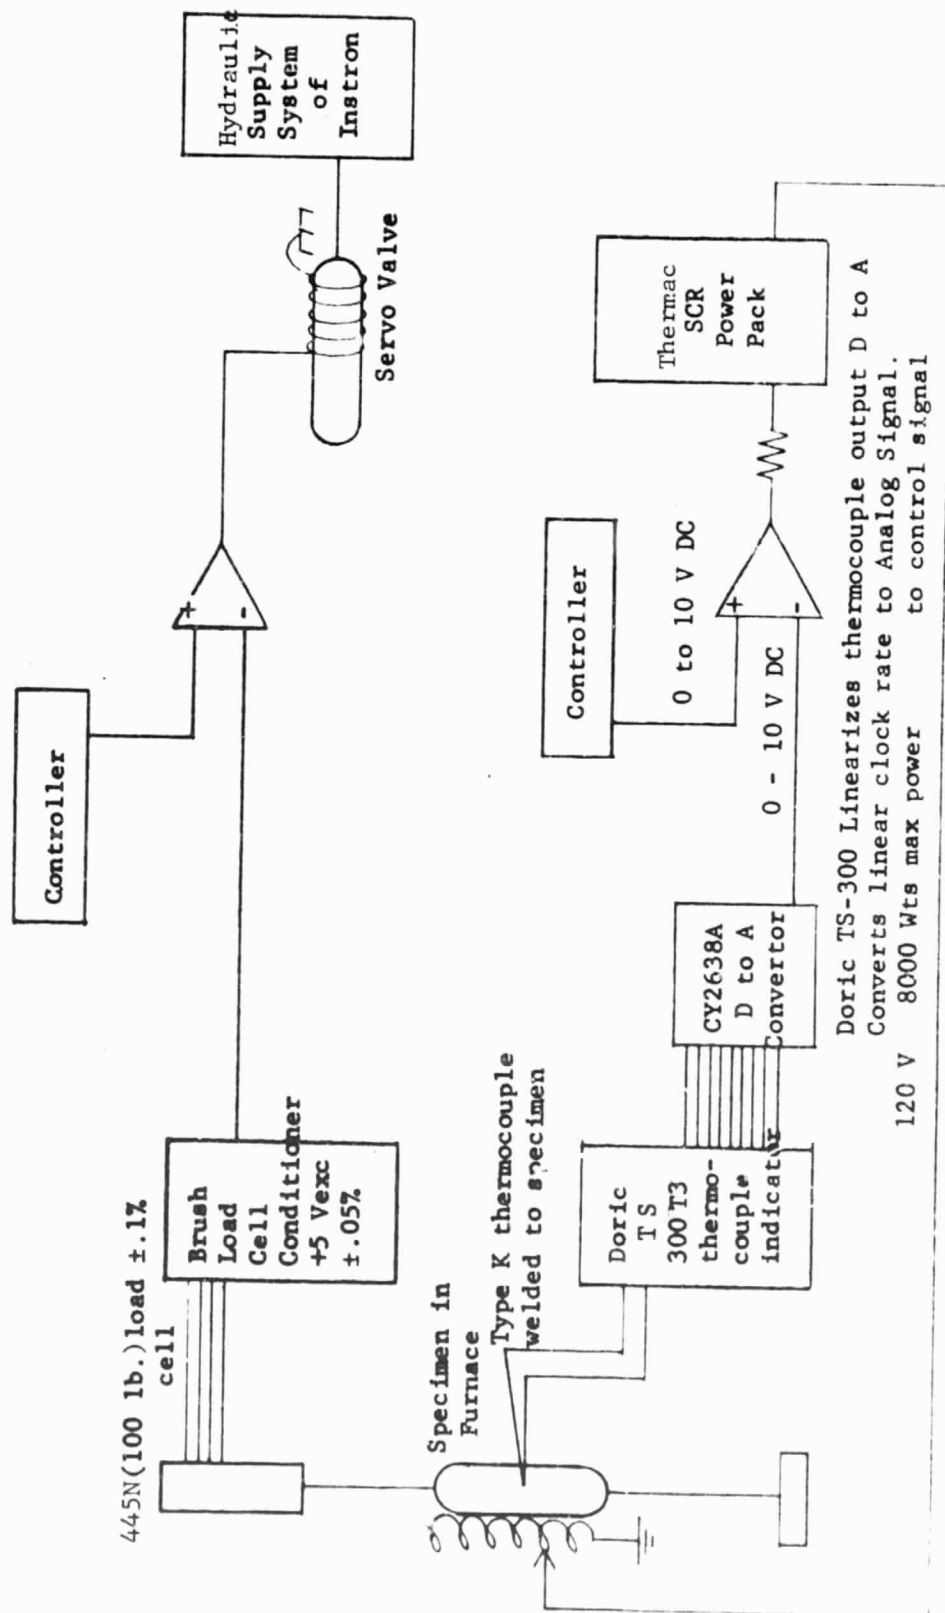 445N(100 lb.)load ±.1%
cell
Brush
Load
Cell
Conditioner
+5 Vexc
±.05%
Controller
+
-
Servo Valve
Hydraulic
Supply
System
of
Instron
Specimen in
Furnace
Type K thermocouple
welded to specimen
Doric
TS
300T3
thermo-
couple
indicator
CY2638A
D to A
Convertor
Controller
0 to 10 V DC
0 - 10 V DC
+
-
Thermac
SCR
Power
Pack
Doric TS-300 Linearizes thermocouple output D to A
Converts linear clock rate to Analog Signal.
120 V 8000 Wts max power to control signal